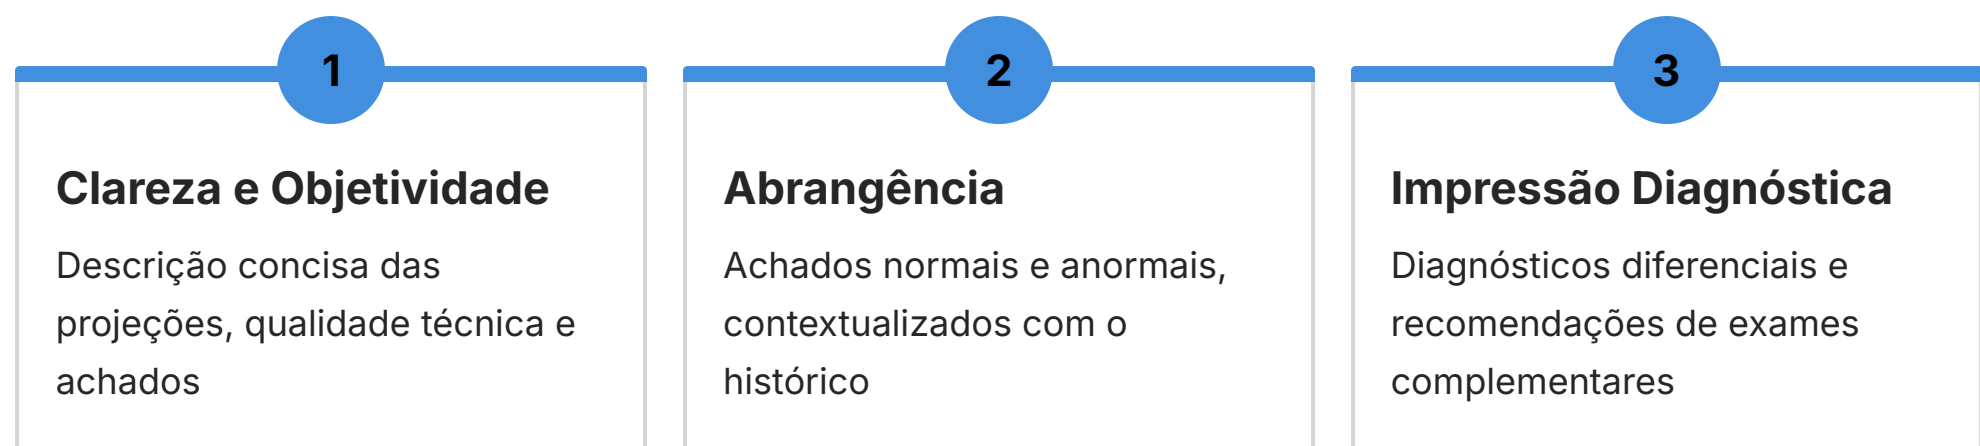 1
Clareza e Objetividade
Descrição concisa das
projeções, qualidade técnica e
achados
2
Abrangência
Achados normais e anormais,
contextualizados com o
histórico
3
Impressão Diagnóstica
Diagnósticos diferenciais e
recomendações de exames
complementares